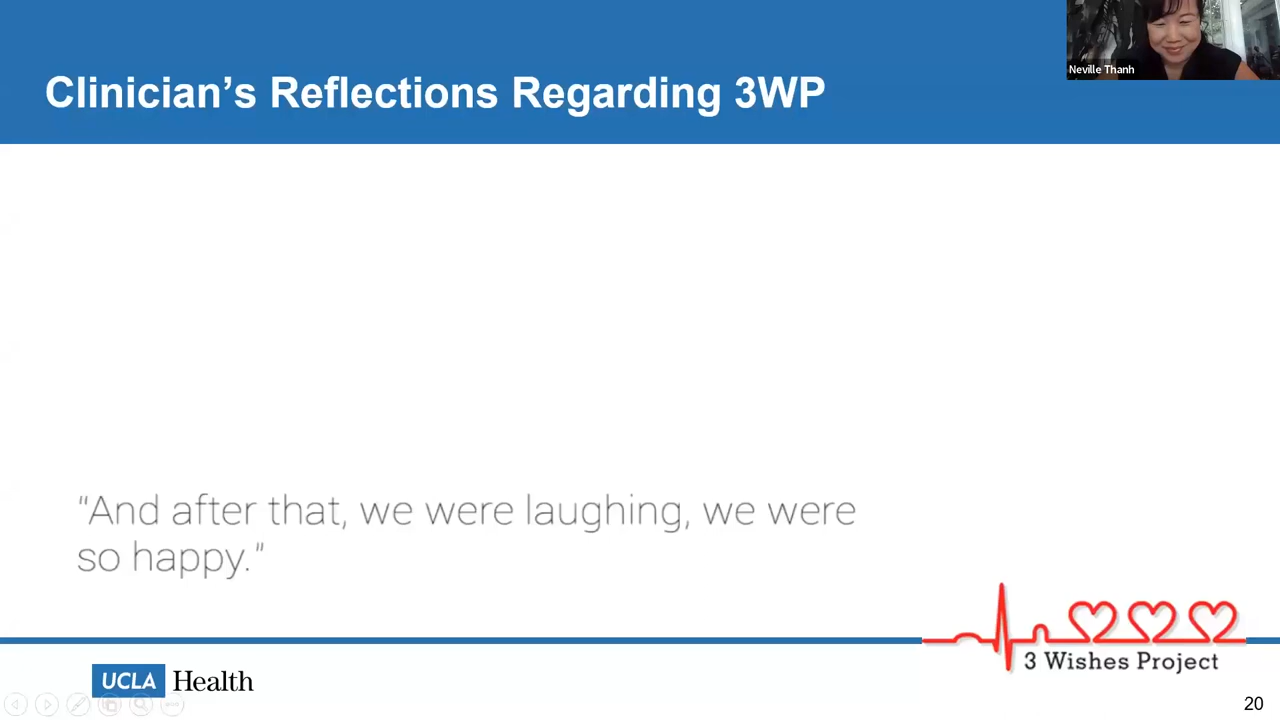 Clinician’s Reflections Regarding 3WP
Neville Thanh
“And after that, we were laughing, we were
so happy.”
3 Wishes Project
UCLA Health
20